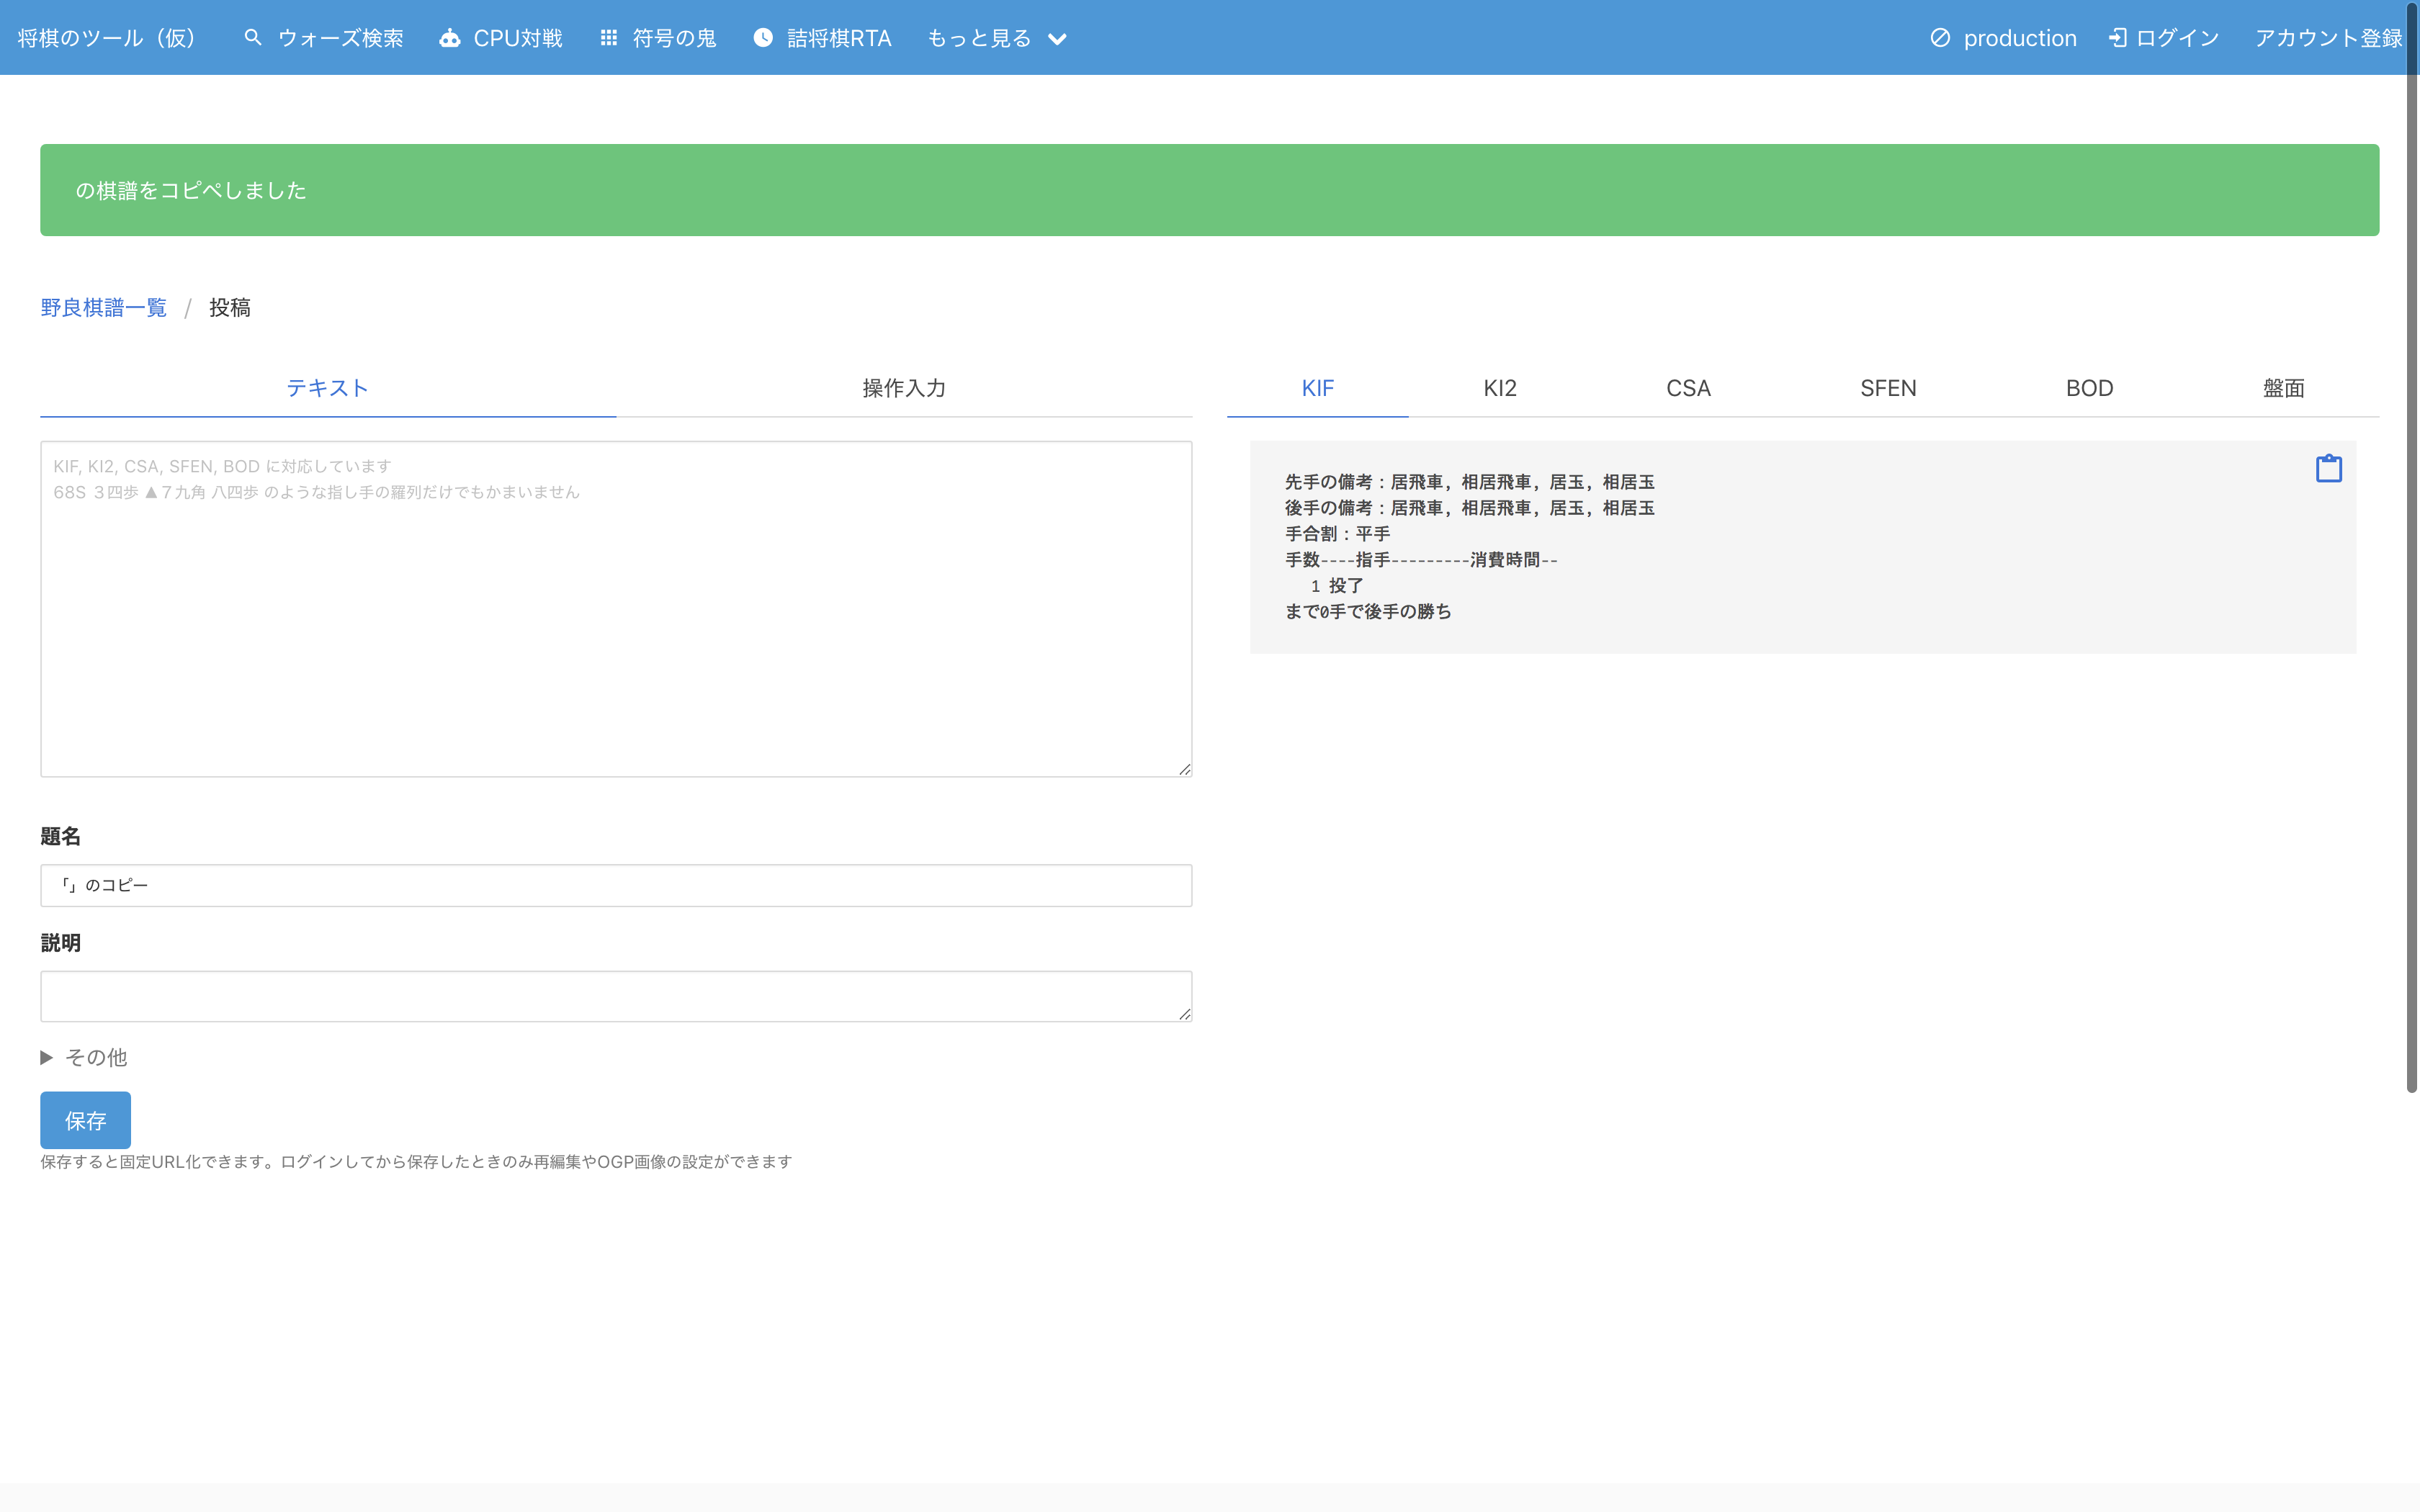 将棋のツール（仮） ウォーズ検索 CPU対戦 符号の鬼 詰将棋RTA もっと見る production ログイン アカウント登録
の棋譜をコピペしました
野良棋譜一覧 / 投稿
テキスト 操作入力
KIF, KI2, CSA, SFEN, BOD に対応しています
68S ３四歩 ▲７九角 八四歩 のような指し手の羅列だけでもかまいません
題名
「」のコピー
説明
その他
保存
保存すると固定URL化できます。ログインしてから保存したときのみ再編集やOGP画像の設定ができます
KIF KI2 CSA SFEN BOD 盤面
先手の備考：居飛車, 相居飛車, 居玉, 相居玉
後手の備考：居飛車, 相居飛車, 居玉, 相居玉
手合割：平手
手数----指手---------消費時間--
1 投了
まで0手で後手の勝ち